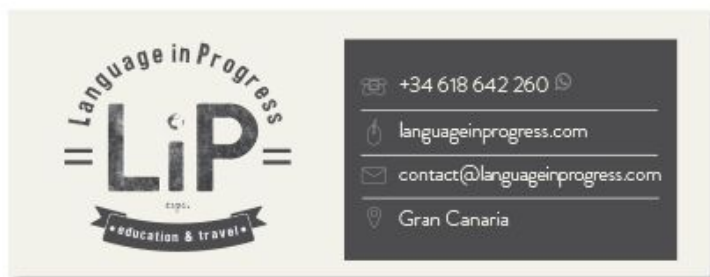 Language in Progress
LiP
education & travel
+34 618 642 260
languageinprogress.com
contact@languageinprogress.com
Gran Canaria